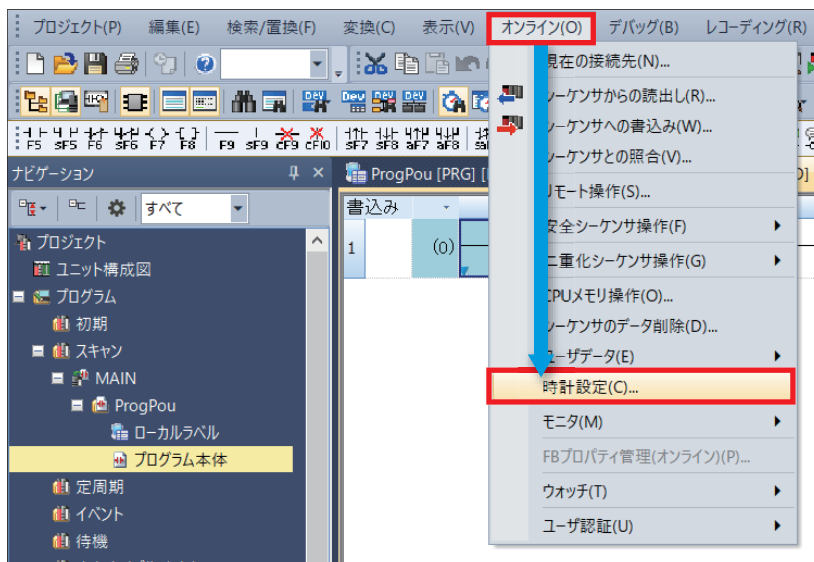 プロジェクト(P) 編集(E) 検索/置換(F) 変換(C) 表示(V) オンライン(O) デバッグ(B) レコーディング(R)
F5 sF5 F6 sF6 F7 F8 F9 sF9 cF9 cF10 sF7 sF8 aF7 aF8
ナビゲーション
すべて
プロジェクト
ユニット構成図
プログラム
初期
スキャン
MAIN
ProgPou
ローカルラベル
プログラム本体
定周期
イベント
待機
ProgPou [PRG]
書込み
1 (0)
現在の接続先(N)...
シーケンサからの読出し(R)...
シーケンサへの書込み(W)...
シーケンサとの照合(V)...
リモート操作(S)...
安全シーケンサ操作(F)
二重化シーケンサ操作(G)
CPUメモリ操作(O)...
シーケンサのデータ削除(D)...
ユーザデータ(E)
時計設定(C)...
モニタ(M)
FBプロパティ管理(オンライン)(P)...
ウォッチ(T)
ユーザ認証(U)